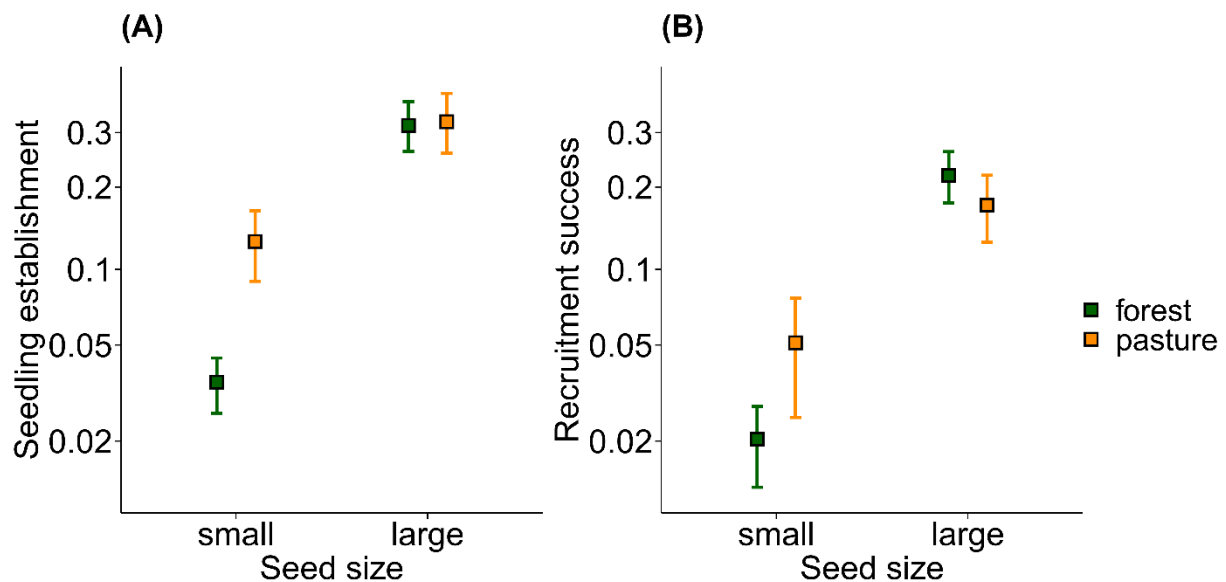 (A)
Seedling establishment
0.3
0.2
0.1
0.05
0.02
small large
Seed size
(B)
Recruitment success
0.3
0.2
0.1
0.05
0.02
small large
Seed size
forest
pasture